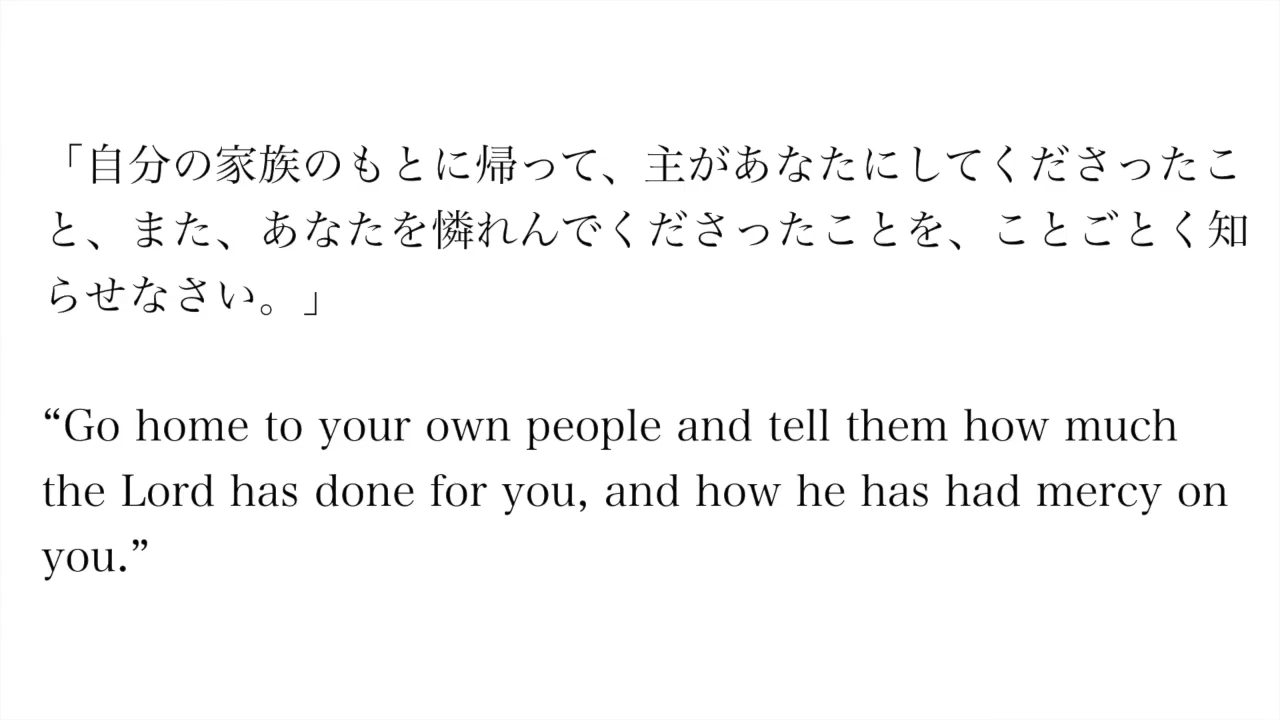 「自分の家族のもとに帰って、主があなたにしてくださったこ
と、また、あなたを憐れんでくださったことを、ことごとく知
らせなさい。」
“Go home to your own people and tell them how much
the Lord has done for you, and how he has had mercy on
you.”